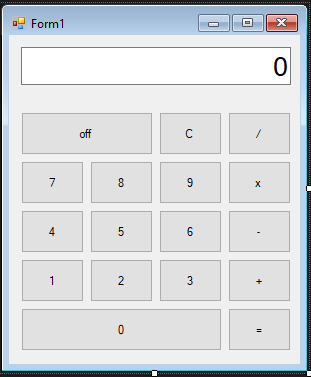 Form1
0
off C /
7 8 9 x
4 5 6 -
1 2 3 +
0 =